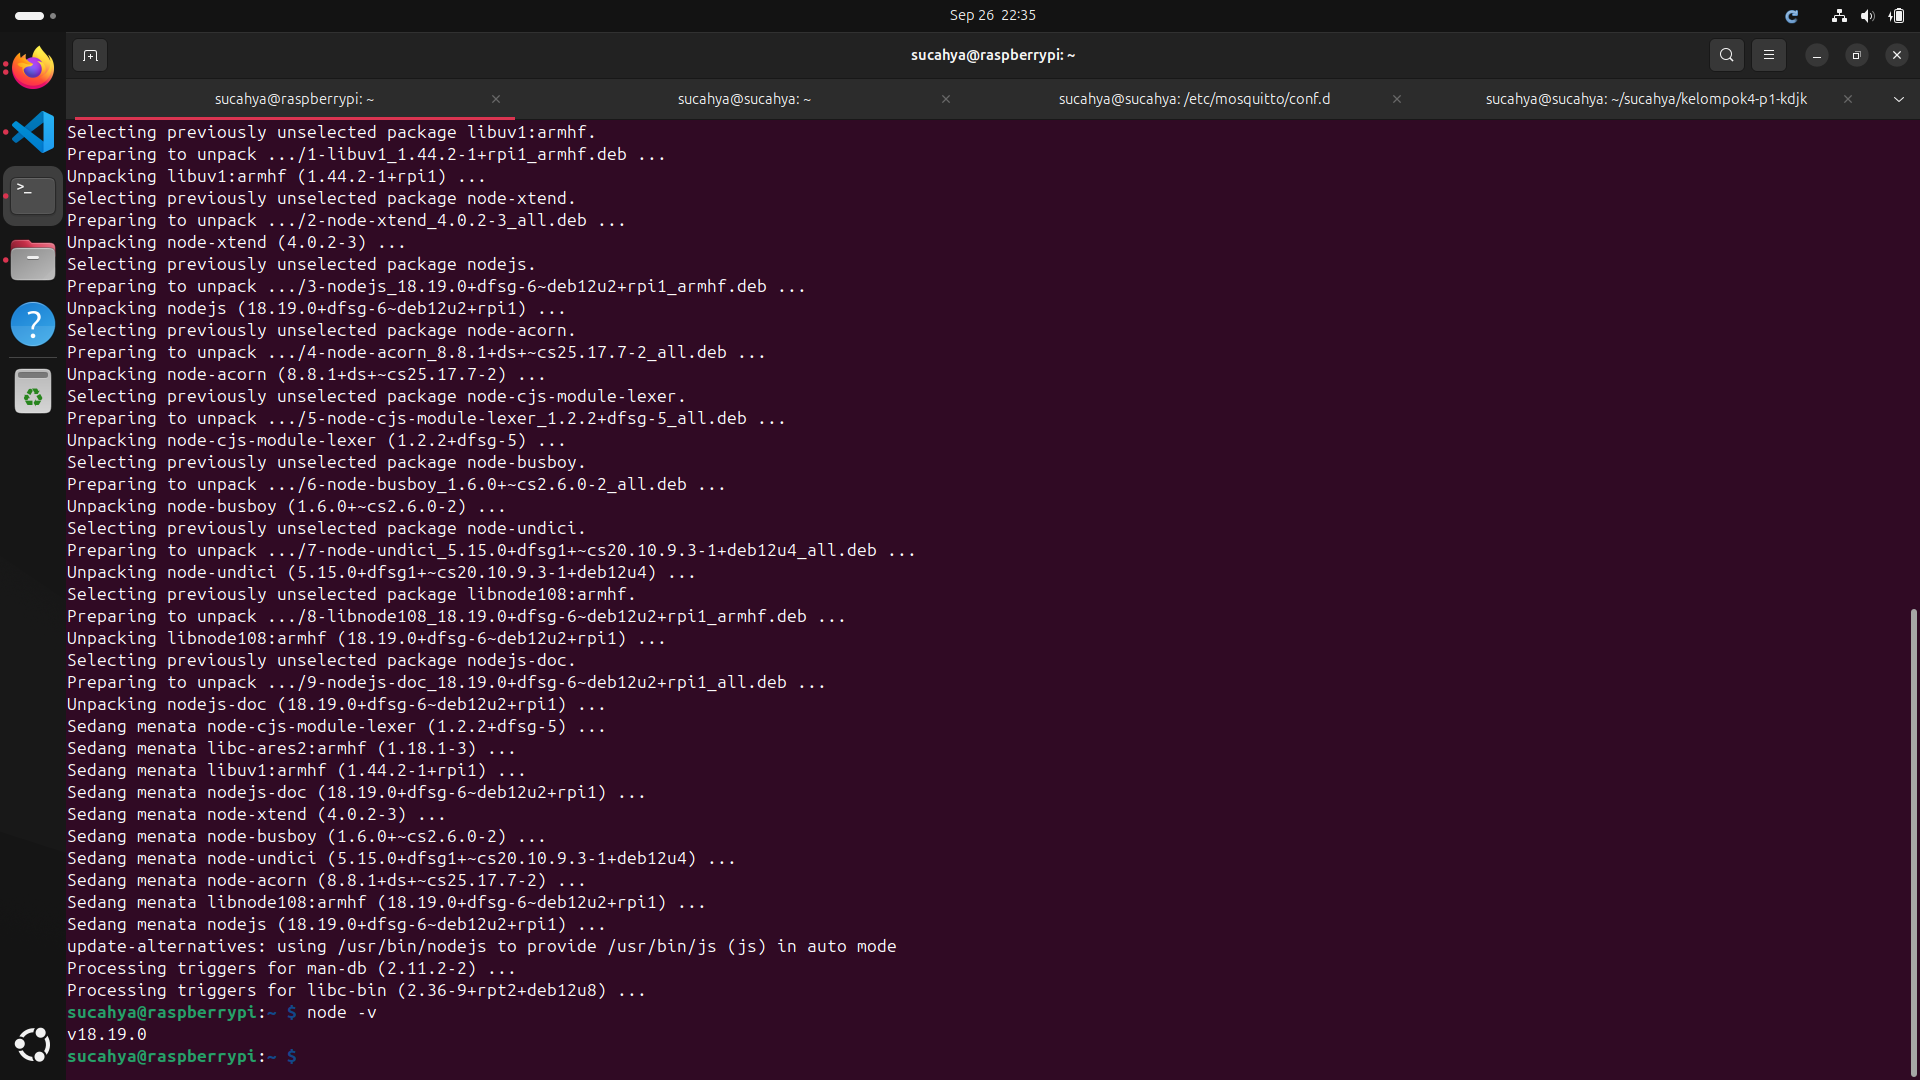 Sep 26 22:35
sucahya@raspberrypi: ~
sucahya@raspberrypi: ~
sucahya@sucahya: ~
sucahya@sucahya: /etc/mosquitto/conf.d
sucahya@sucahya: ~/sucahya/kelompok4-p1-kdjk
Selecting previously unselected package libuv1:armhf.
Preparing to unpack .../1-libuv1_1.44.2-1+rpi1_armhf.deb ...
Unpacking libuv1:armhf (1.44.2-1+rpi1) ...
Selecting previously unselected package node-xtend.
Preparing to unpack .../2-node-xtend_4.0.2-3_all.deb ...
Unpacking node-xtend (4.0.2-3) ...
Selecting previously unselected package nodejs.
Preparing to unpack .../3-nodejs_18.19.0+dfsg-6~deb12u2+rpi1_armhf.deb ...
Unpacking nodejs (18.19.0+dfsg-6~deb12u2+rpi1) ...
Selecting previously unselected package node-acorn.
Preparing to unpack .../4-node-acorn_8.8.1+ds+~cs25.17.7-2_all.deb ...
Unpacking node-acorn (8.8.1+ds+~cs25.17.7-2) ...
Selecting previously unselected package node-cjs-module-lexer.
Preparing to unpack .../5-node-cjs-module-lexer_1.2.2+dfsg-5_all.deb ...
Unpacking node-cjs-module-lexer (1.2.2+dfsg-5) ...
Selecting previously unselected package node-busboy.
Preparing to unpack .../6-node-busboy_1.6.0+~cs2.6.0-2_all.deb ...
Unpacking node-busboy (1.6.0+~cs2.6.0-2) ...
Selecting previously unselected package node-undici.
Preparing to unpack .../7-node-undici_5.15.0+dfsg1+~cs20.10.9.3-1+deb12u4_all.deb ...
Unpacking node-undici (5.15.0+dfsg1+~cs20.10.9.3-1+deb12u4) ...
Selecting previously unselected package libnode108:armhf.
Preparing to unpack .../8-libnode108_18.19.0+dfsg-6~deb12u2+rpi1_armhf.deb ...
Unpacking libnode108:armhf (18.19.0+dfsg-6~deb12u2+rpi1) ...
Selecting previously unselected package nodejs-doc.
Preparing to unpack .../9-nodejs-doc_18.19.0+dfsg-6~deb12u2+rpi1_all.deb ...
Unpacking nodejs-doc (18.19.0+dfsg-6~deb12u2+rpi1) ...
Sedang menata node-cjs-module-lexer (1.2.2+dfsg-5) ...
Sedang menata libc-ares2:armhf (1.18.1-3) ...
Sedang menata libuv1:armhf (1.44.2-1+rpi1) ...
Sedang menata nodejs-doc (18.19.0+dfsg-6~deb12u2+rpi1) ...
Sedang menata node-xtend (4.0.2-3) ...
Sedang menata node-busboy (1.6.0+~cs2.6.0-2) ...
Sedang menata node-undici (5.15.0+dfsg1+~cs20.10.9.3-1+deb12u4) ...
Sedang menata node-acorn (8.8.1+ds+~cs25.17.7-2) ...
Sedang menata libnode108:armhf (18.19.0+dfsg-6~deb12u2+rpi1) ...
Sedang menata nodejs (18.19.0+dfsg-6~deb12u2+rpi1) ...
update-alternatives: using /usr/bin/nodejs to provide /usr/bin/js (js) in auto mode
Processing triggers for man-db (2.11.2-2) ...
Processing triggers for libc-bin (2.36-9+rpt2+deb12u8) ...
sucahya@raspberrypi:~ $ node -v
v18.19.0
sucahya@raspberrypi:~ $